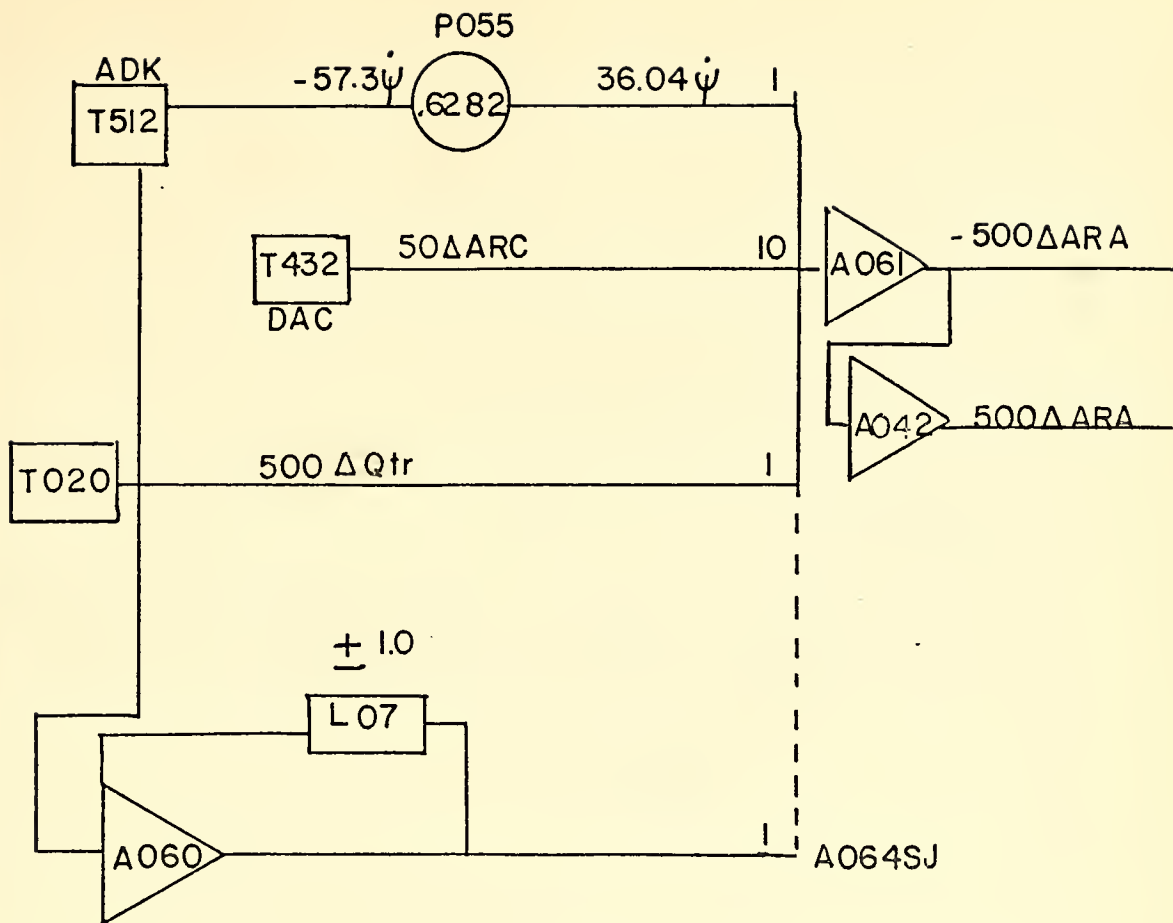 P055
ADK
T512
-57.3ψ̇
.6282
36.04ψ̇
1
T432
50ΔARC
10
A061
-500ΔARA
DAC
A042
500ΔARA
T020
500ΔQtr
1
± 1.0
L07
A060
1
A064SJ